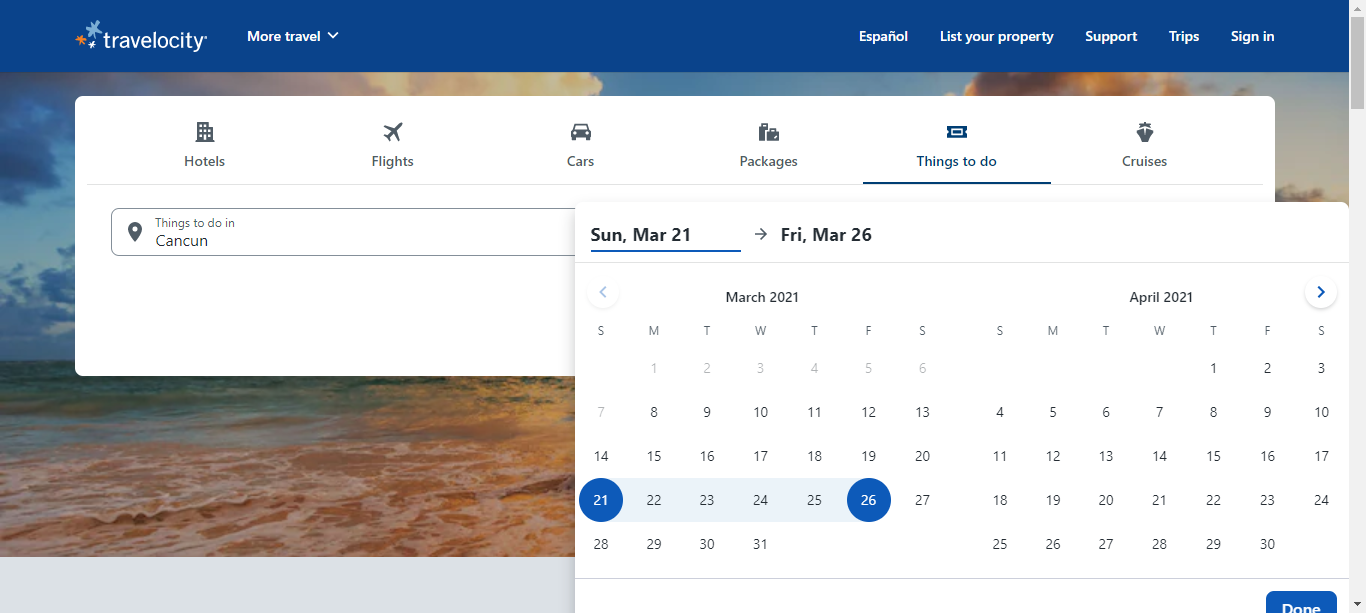 travelocity
More travel
Español
List your property
Support
Trips
Sign in
Hotels
Flights
Cars
Packages
Things to do
Cruises
Things to do in
Cancun
Sun, Mar 21
Fri, Mar 26
March 2021
S M T W T F S
1 2 3 4 5 6
7 8 9 10 11 12 13
14 15 16 17 18 19 20
21 22 23 24 25 26 27
28 29 30 31
April 2021
S M T W T F S
1 2 3
4 5 6 7 8 9 10
11 12 13 14 15 16 17
18 19 20 21 22 23 24
25 26 27 28 29 30
Done